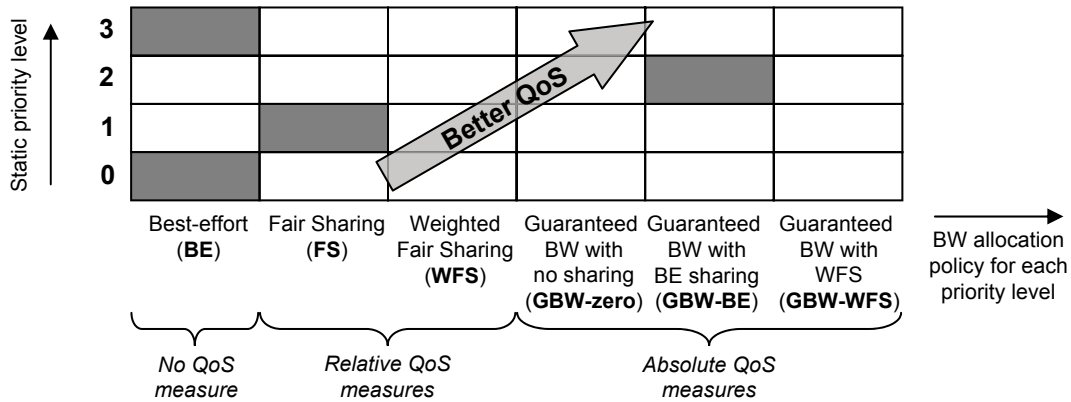 Static priority level
3
2
1
0
Better QoS
Best-effort
(BE)
Fair Sharing
(FS)
Weighted
Fair Sharing
(WFS)
Guaranteed
BW with
no sharing
(GBW-zero)
Guaranteed
BW with
BE sharing
(GBW-BE)
Guaranteed
BW with
WFS
(GBW-WFS)
BW allocation
policy for each
priority level
No QoS
measure
Relative QoS
measures
Absolute QoS
measures